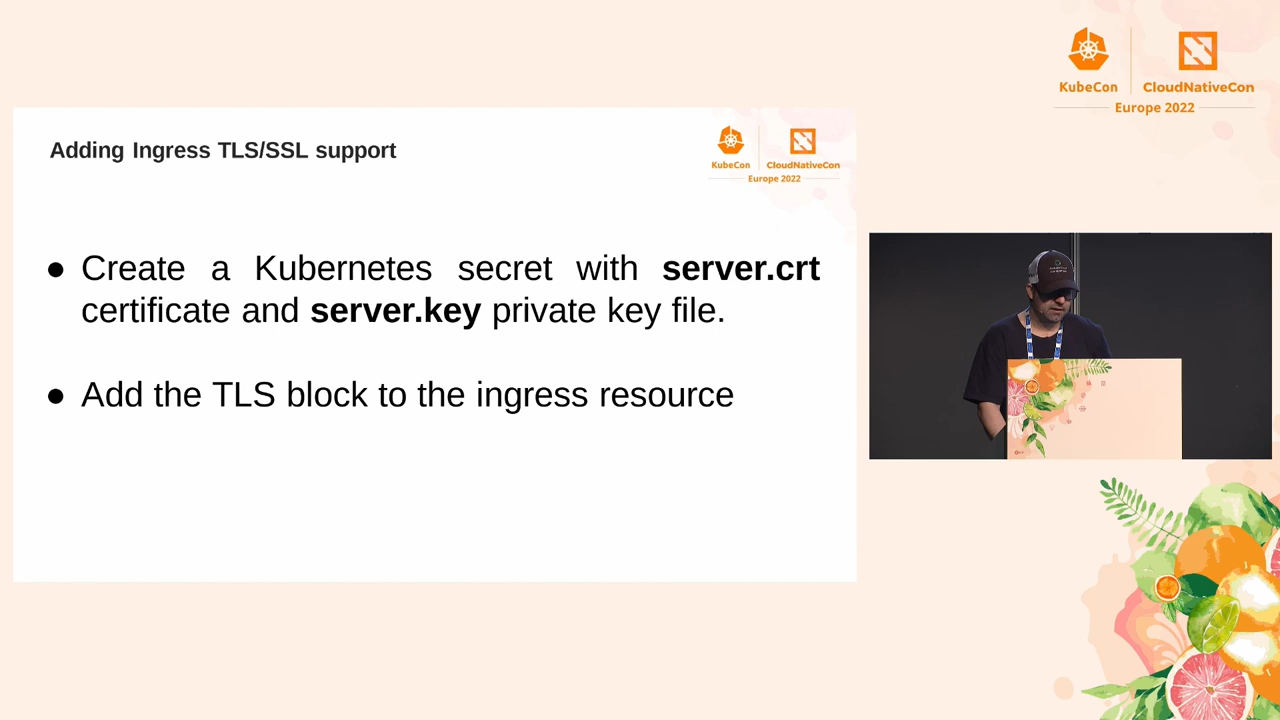 KubeCon
CloudNativeCon
Europe 2022
Adding Ingress TLS/SSL support
KubeCon
CloudNativeCon
Europe 2022
● Create a Kubernetes secret with server.crt
certificate and server.key private key file.
● Add the TLS block to the ingress resource